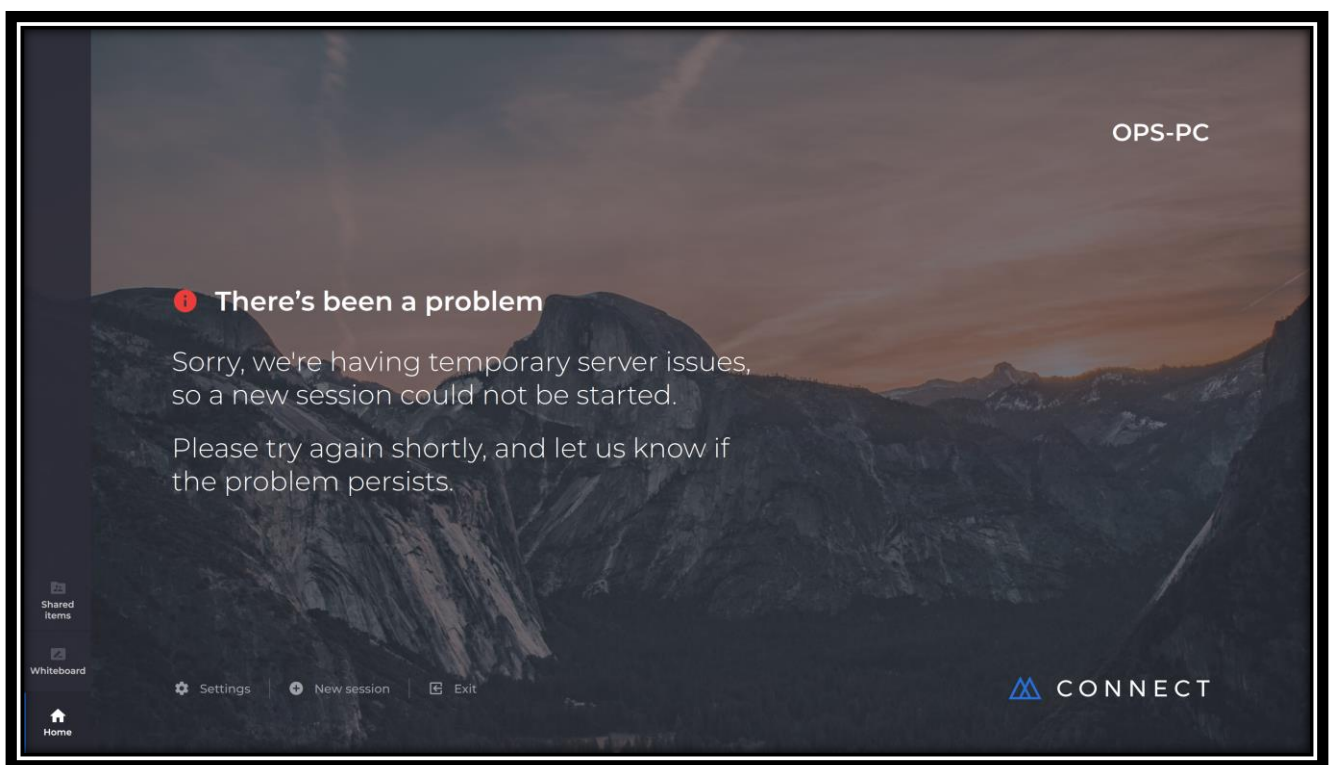 OPS-PC
There's been a problem
Sorry, we're having temporary server issues,
so a new session could not be started.
Please try again shortly, and let us know if
the problem persists.
Shared
items
Whiteboard
Home
Settings
New session
Exit
CONNECT